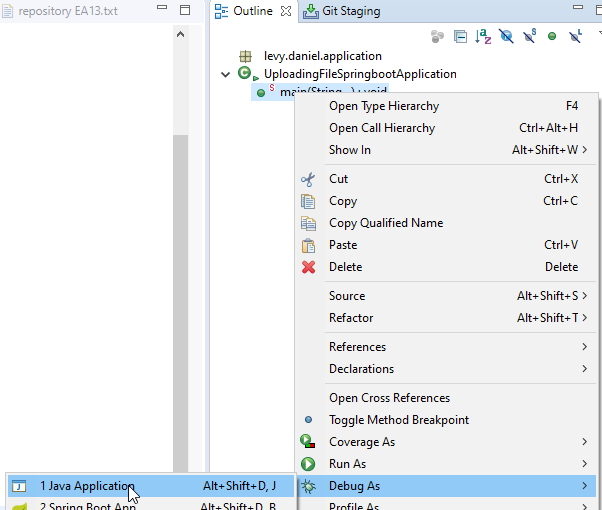 repository EA13.txt
Outline
Git Staging
levy.daniel.application
UploadingFileSpringbootApplication
main(String...) : void
Open Type Hierarchy F4
Open Call Hierarchy Ctrl+Alt+H
Show In Alt+Shift+W >
Cut Ctrl+X
Copy Ctrl+C
Copy Qualified Name
Paste Ctrl+V
Delete Delete
Source Alt+Shift+S >
Refactor Alt+Shift+T >
References >
Declarations >
Open Cross References
Toggle Method Breakpoint
Coverage As >
Run As >
1 Java Application Alt+Shift+D, J
Debug As >
2 Spring Boot App Alt+Shift+D, B
Profile As >